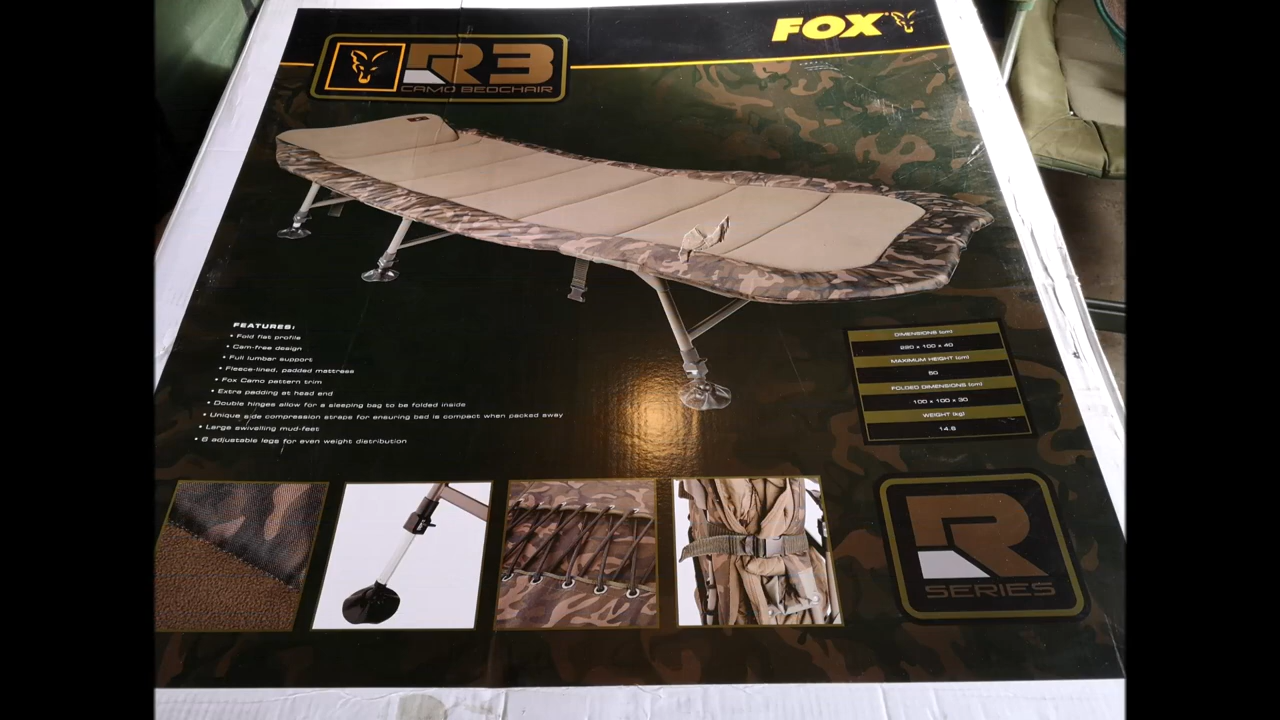 FOX
R3
CAMO BEDCHAIR
FEATURES:
• Fold flat profile
• Cam-free design
• Full lumbar support
• Fleece-lined, padded mattress
• Fox Camo pattern trim
• Extra padding at head end
• Double hinges allow for a sleeping bag to be folded inside
• Unique side compression straps for ensuring bed is compact when packed away
• Large swivelling mud-feet
• 6 adjustable legs for even weight distribution
DIMENSIONS (cm)
220 x 100 x 40
MAXIMUM HEIGHT (cm)
50
FOLDED DIMENSIONS (cm)
100 x 100 x 30
WEIGHT (kg)
14.6
R
SERIES